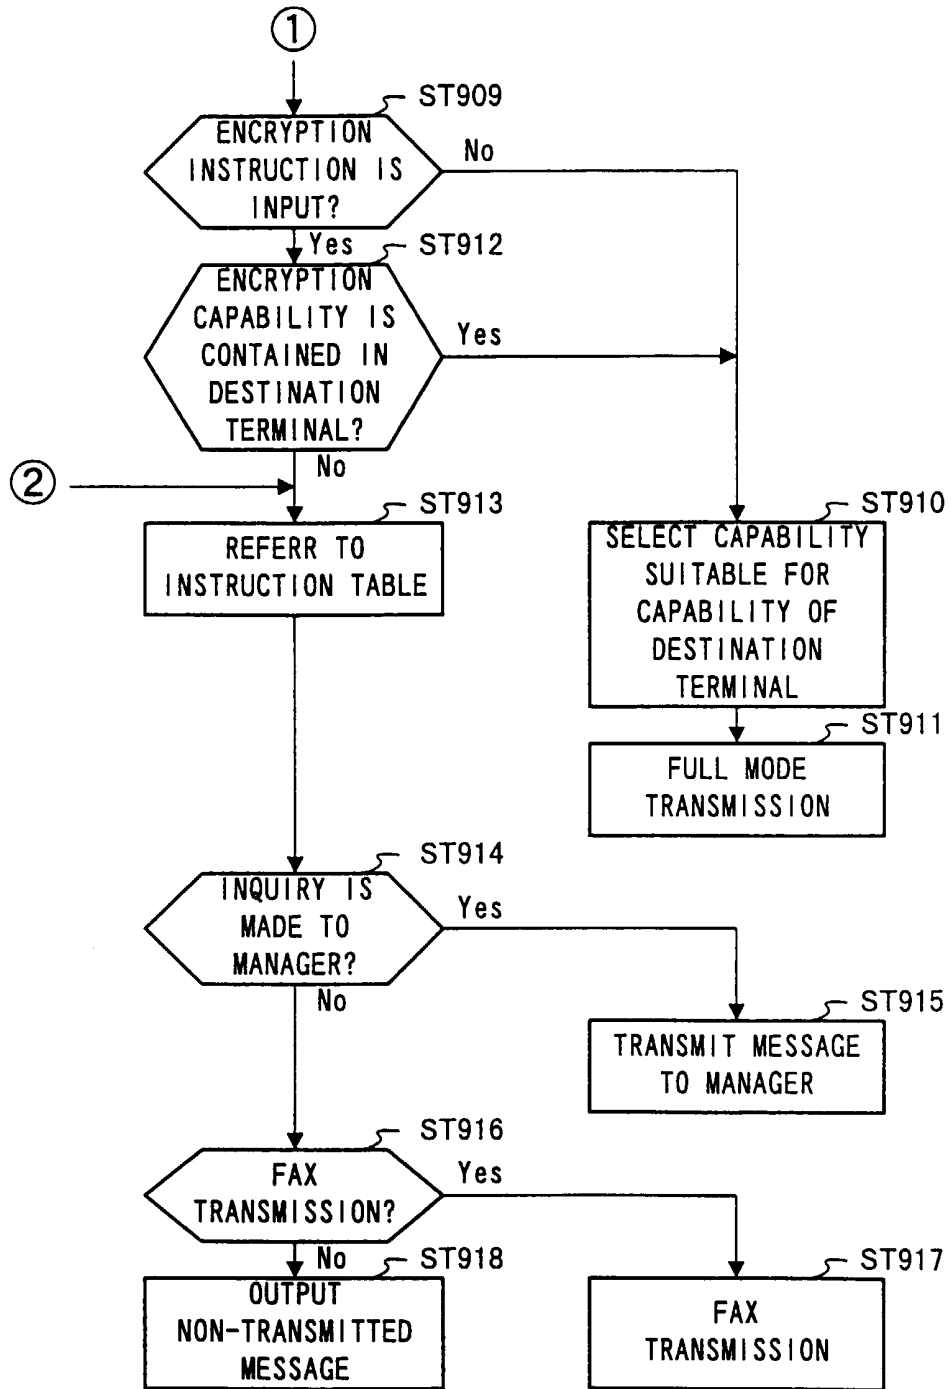 ①
ST909
ENCRYPTION
INSTRUCTION IS
INPUT?
No
Yes
ST912
ENCRYPTION
CAPABILITY IS
CONTAINED IN
DESTINATION
TERMINAL?
Yes
No
②
ST913
REFERR TO
INSTRUCTION TABLE
ST910
SELECT CAPABILITY
SUITABLE FOR
CAPABILITY OF
DESTINATION
TERMINAL
ST911
FULL MODE
TRANSMISSION
ST914
INQUIRY IS
MADE TO
MANAGER?
Yes
No
ST915
TRANSMIT MESSAGE
TO MANAGER
ST916
FAX
TRANSMISSION?
Yes
No
ST918
OUTPUT
NON-TRANSMITTED
MESSAGE
ST917
FAX
TRANSMISSION